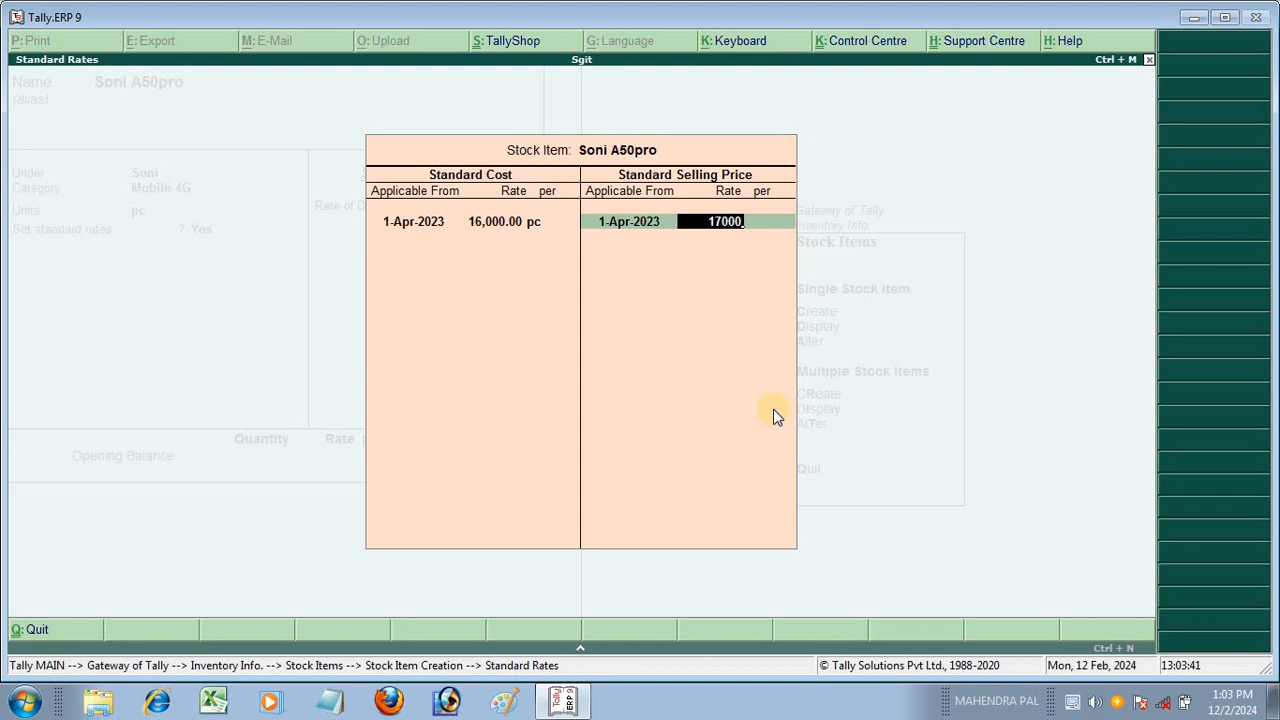 Tally.ERP 9
P: Print E: Export M: E-Mail O: Upload S: TallyShop G: Language K: Keyboard K: Control Centre H: Support Centre H: Help
Standard Rates Sgit Ctrl + M
Name Soni A50pro
(alias)
Stock Item: Soni A50pro
Standard Cost Standard Selling Price
Under Soni
Category Mobile 4G
Applicable From Rate per Applicable From Rate per
Rate of D
Units pc
Gateway of Tally
Inventory Info.
1-Apr-2023 16,000.00 pc 1-Apr-2023 17000
Set standard rates ? Yes
Stock Items
Single Stock Item
Create
Display
Alter
Multiple Stock Items
CReate
DIsplay
AlTer
Quantity Rate p
Opening Balance
Quit
Q: Quit
Ctrl + N
Tally MAIN --> Gateway of Tally --> Inventory Info. --> Stock Items --> Stock Item Creation --> Standard Rates © Tally Solutions Pvt Ltd., 1988-2020 Mon, 12 Feb, 2024 13:03:41
Tally ERP 9
MAHENDRA PAL
1:03 PM
12/2/2024